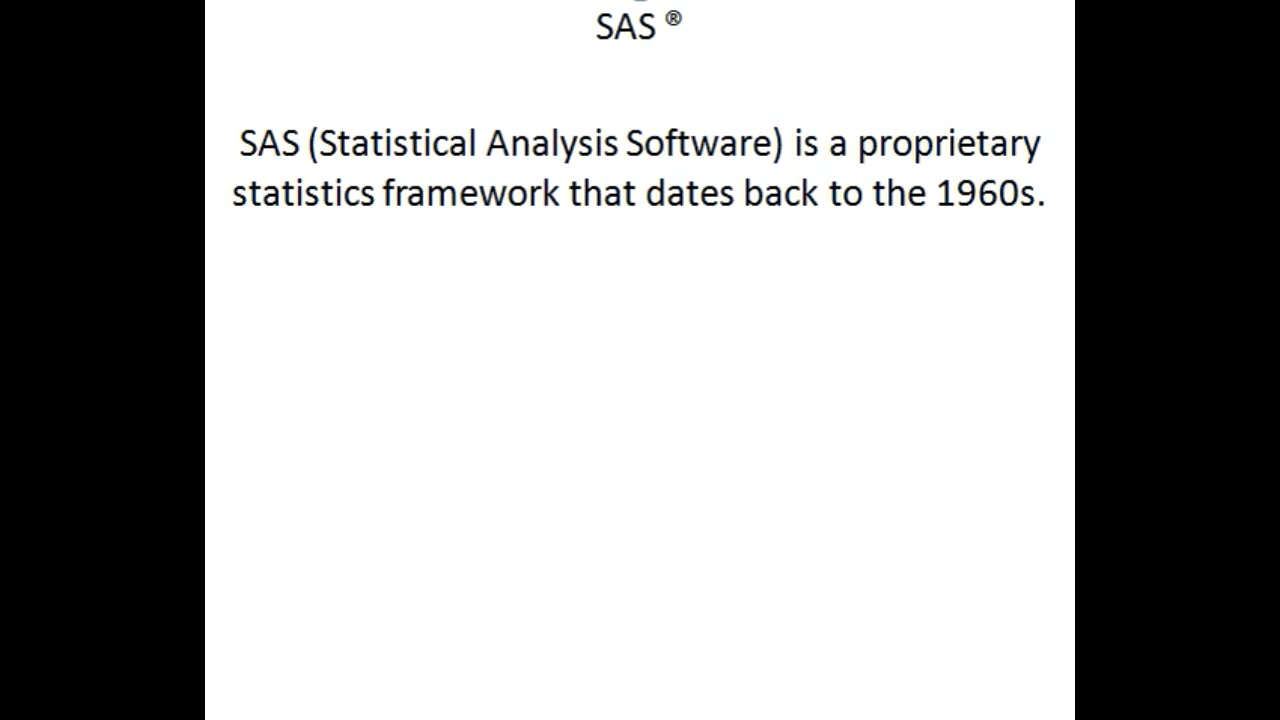 SAS ®
SAS (Statistical Analysis Software) is a proprietary
statistics framework that dates back to the 1960s.